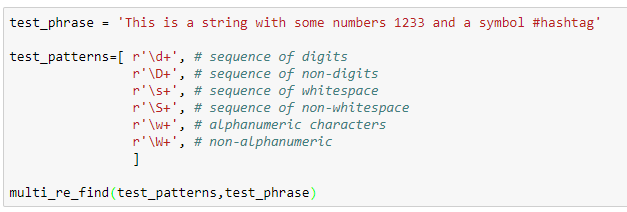 test_phrase = 'This is a string with some numbers 1233 and a symbol #hashtag'
test_patterns=[ r'\d+', # sequence of digits
r'\D+', # sequence of non-digits
r'\s+', # sequence of whitespace
r'\S+', # sequence of non-whitespace
r'\w+', # alphanumeric characters
r'\W+', # non-alphanumeric
]
multi_re_find(test_patterns,test_phrase)